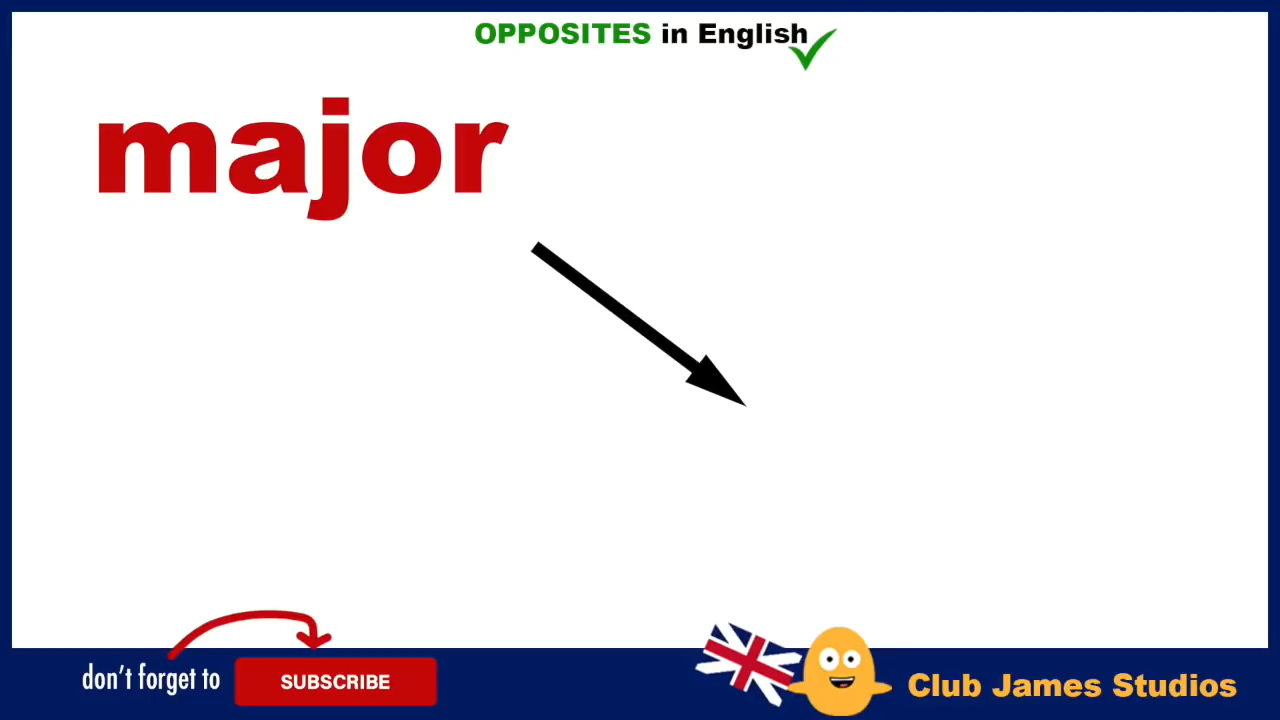 OPPOSITES in English
major
don't forget to
SUBSCRIBE
Club James Studios